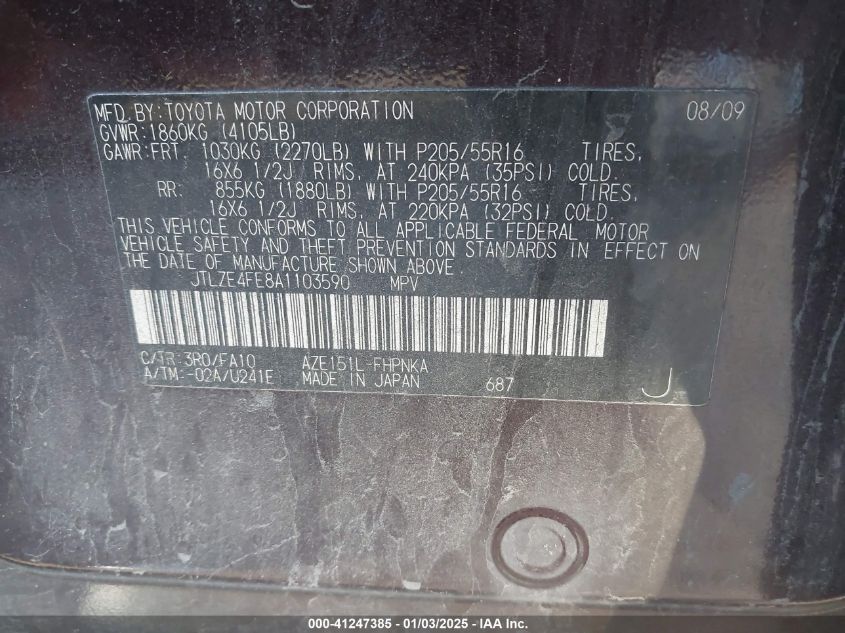 MFD.BY:TOYOTA MOTOR CORPORATION 08/09
GVWR:1860KG (4105LB)
GAWR:FRT. 1030KG (2270LB) WITH P205/55R16 TIRES,
16X6 1/2J RIMS, AT 240KPA (35PSI) COLD.
RR: 855KG (1880LB) WITH P205/55R16 TIRES,
16X6 1/2J RIMS, AT 220KPA (32PSI) COLD.
THIS VEHICLE CONFORMS TO ALL APPLICABLE FEDERAL MOTOR
VEHICLE SAFETY AND THEFT PREVENTION STANDARDS IN EFFECT ON
THE DATE OF MANUFACTURE SHOWN ABOVE.
JTLZE4FE8A1103590 MPV
C/TR:3R0/FA10 AZE151L-FHPNKA
A/TM:-02A/U241E MADE IN JAPAN 687 J
000-41247385 - 01/03/2025 - IAA Inc.